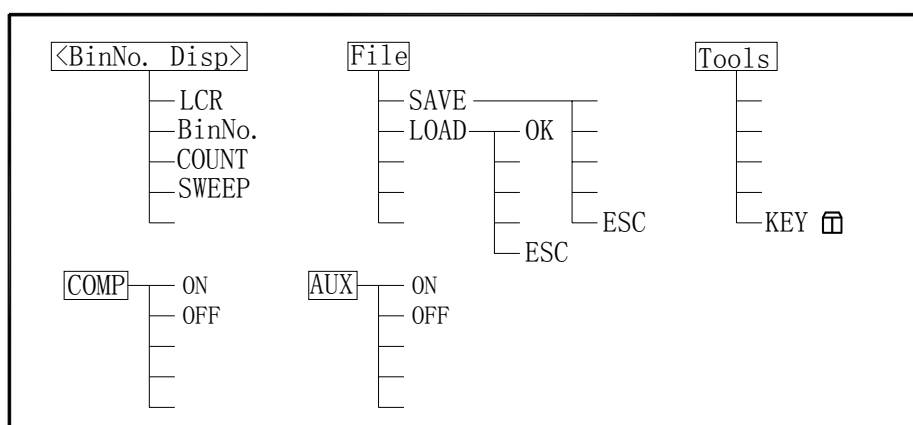 <BinNo. Disp>
LCR
BinNo.
COUNT
SWEEP
File
SAVE
LOAD OK
ESC
ESC
Tools
KEY
COMP ON
OFF
AUX ON
OFF